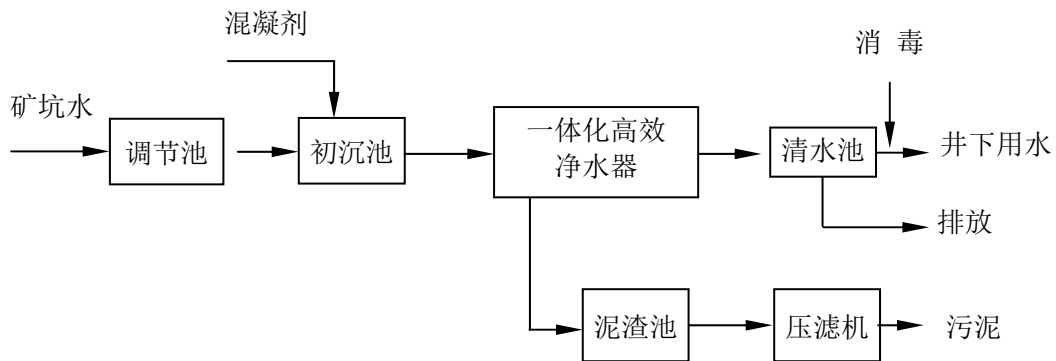 混凝剂
消 毒
矿坑水
调节池
初沉池
一体化高效
净水器
清水池
井下用水
排放
泥渣池
压滤机
污泥